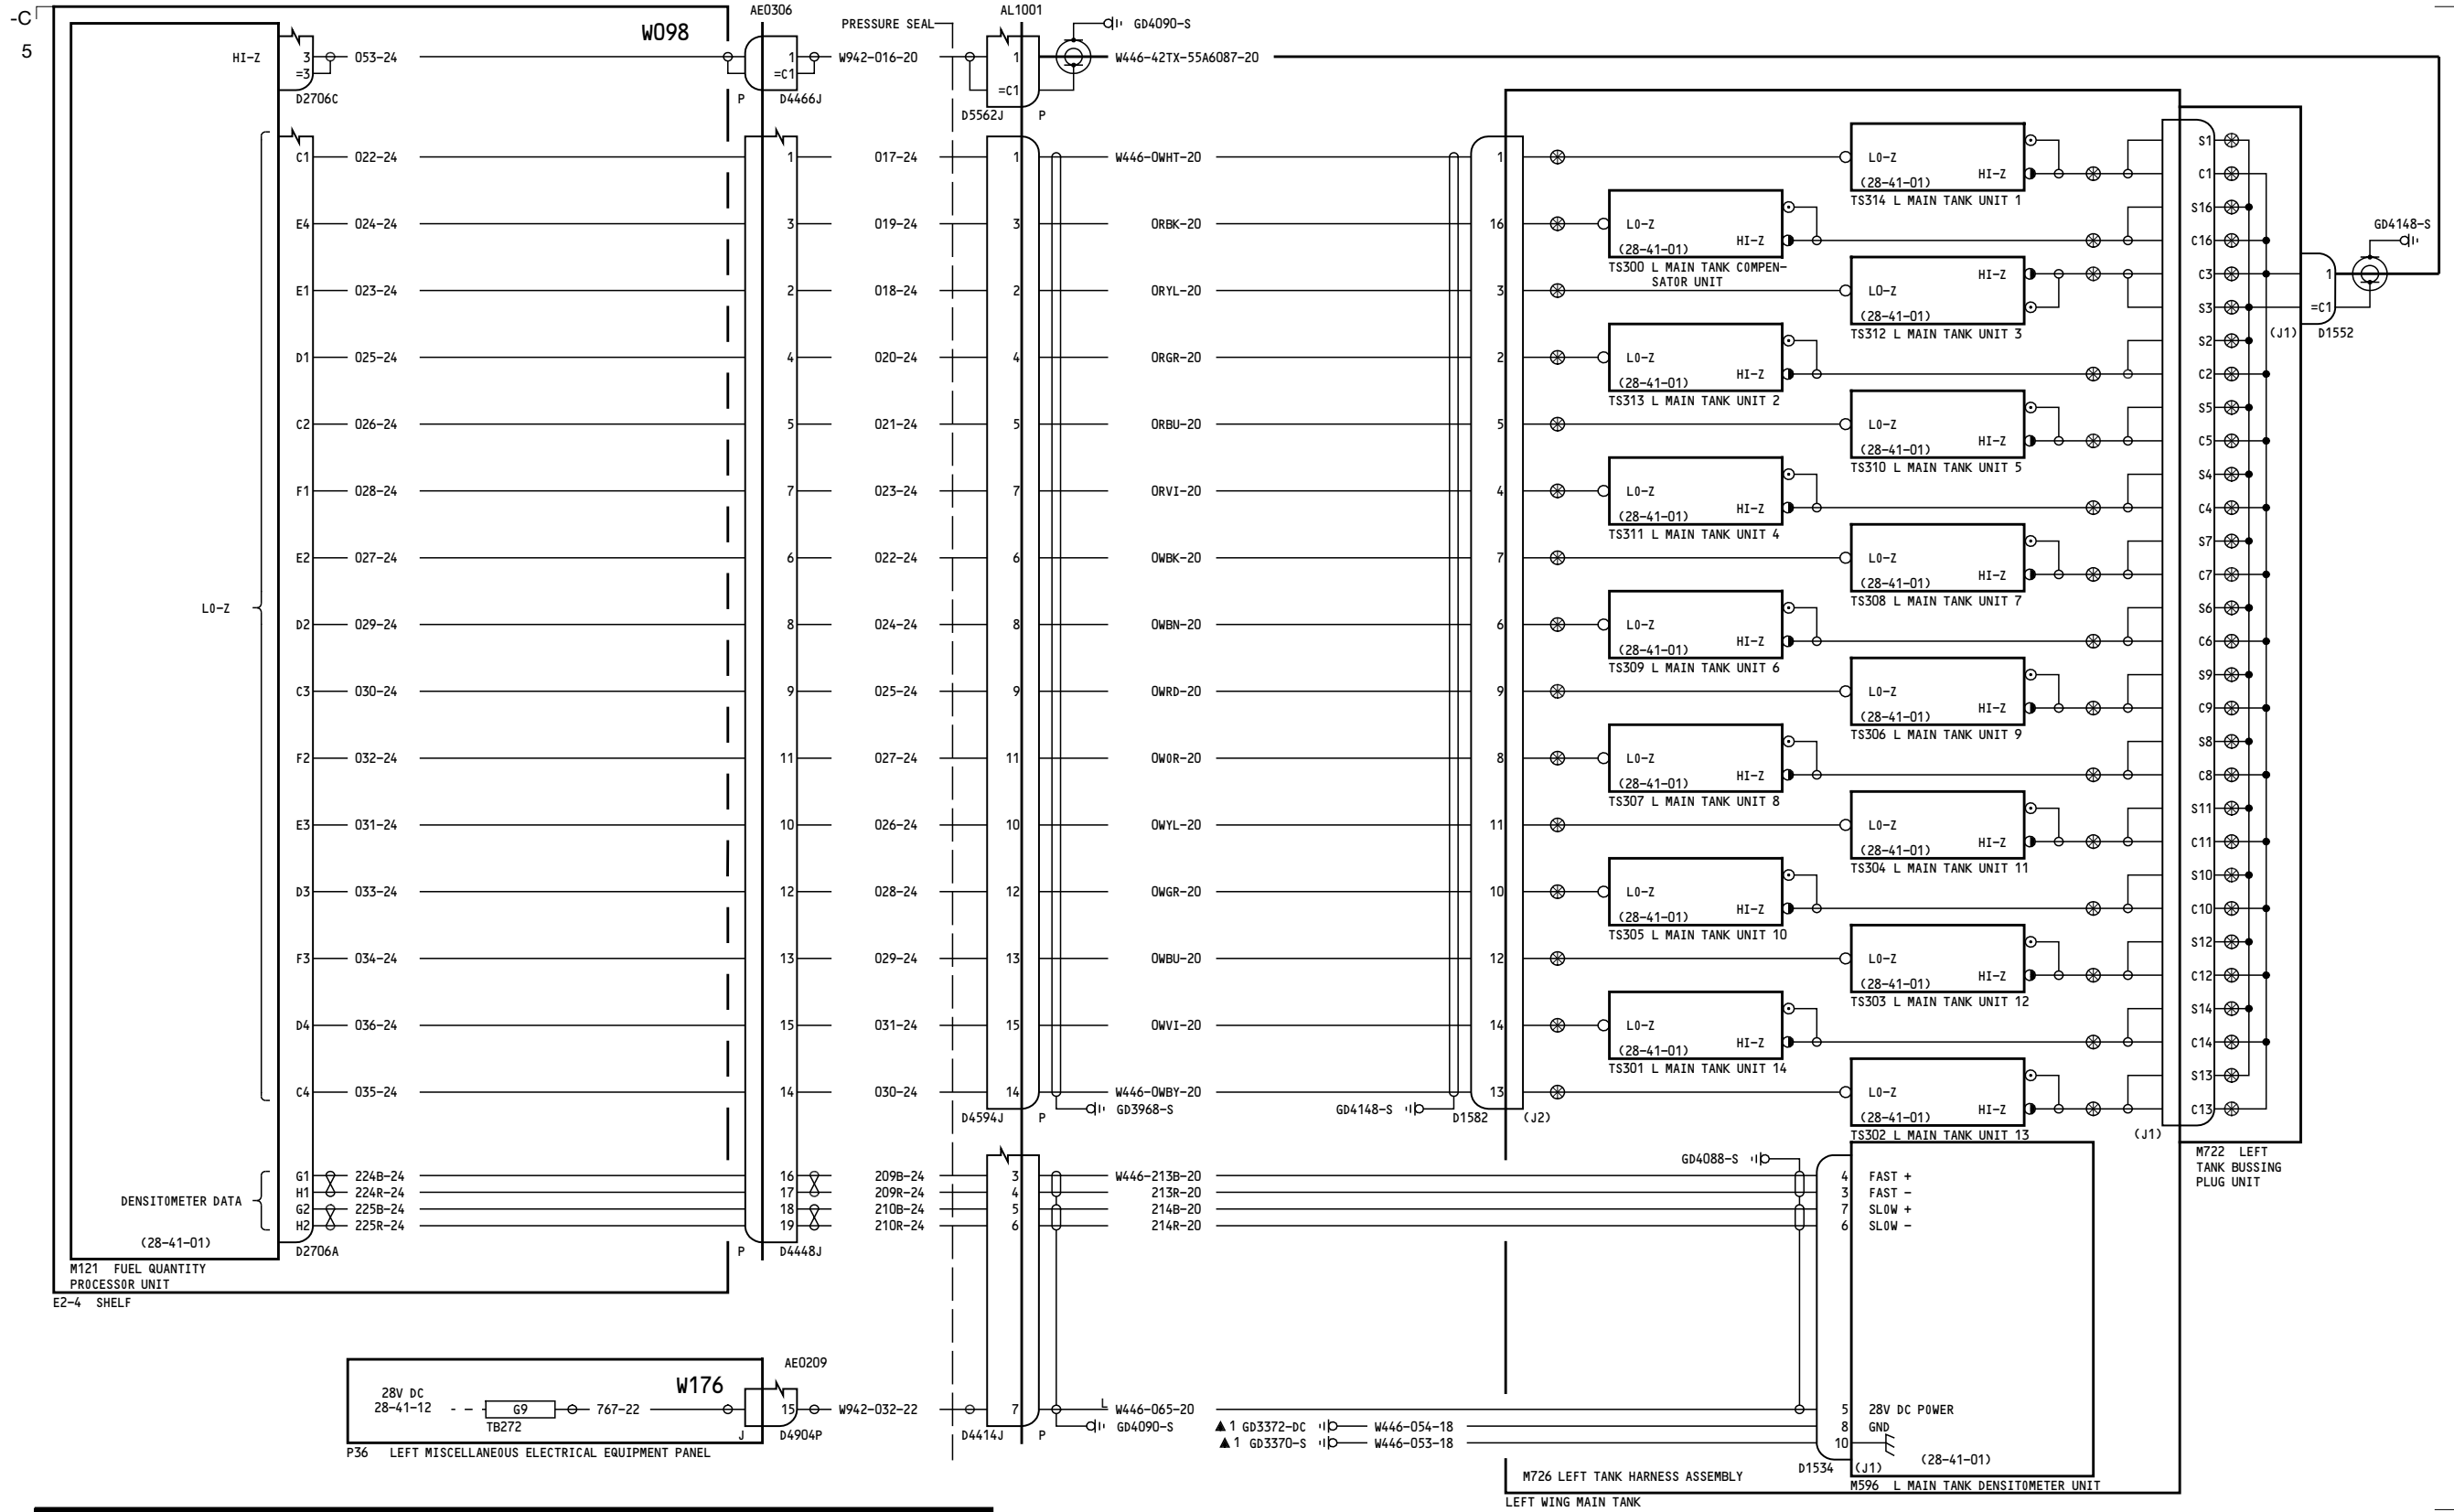 -C
5
AE0306
PRESSURE SEAL
AL1001
GD4090-S
W098
HI-Z 3 053-24 1 W942-016-20 1 W446-42TX-55A6087-20
=3 =C1 =C1
D2706C P D4466J D5562J P
C1 022-24 1 017-24 1 W446-0WHT-20 1
E4 024-24 3 019-24 3 0RBK-20 16
E1 023-24 2 018-24 2 0RYL-20 3
D1 025-24 4 020-24 4 0RGR-20 2
C2 026-24 5 021-24 5 0RBU-20 5
F1 028-24 7 023-24 7 0RVI-20 4
E2 027-24 6 022-24 6 0WBK-20 7
LO-Z
D2 029-24 8 024-24 8 0WBN-20 6
C3 030-24 9 025-24 9 0WRD-20 9
F2 032-24 11 027-24 11 0WOR-20 8
E3 031-24 10 026-24 10 0WYL-20 11
D3 033-24 12 028-24 12 0WGR-20 10
F3 034-24 13 029-24 13 0WBU-20 12
D4 036-24 15 031-24 15 0WVI-20 14
C4 035-24 14 030-24 14 W446-0WBY-20 13
D4594J P GD3968-S GD4148-S D1582 (J2)
LO-Z HI-Z
(28-41-01)
TS314 L MAIN TANK UNIT 1
LO-Z HI-Z
(28-41-01)
TS300 L MAIN TANK COMPEN-
SATOR UNIT
HI-Z
LO-Z
(28-41-01)
TS312 L MAIN TANK UNIT 3
LO-Z HI-Z
(28-41-01)
TS313 L MAIN TANK UNIT 2
LO-Z HI-Z
(28-41-01)
TS310 L MAIN TANK UNIT 5
LO-Z HI-Z
(28-41-01)
TS311 L MAIN TANK UNIT 4
LO-Z HI-Z
(28-41-01)
TS308 L MAIN TANK UNIT 7
LO-Z HI-Z
(28-41-01)
TS309 L MAIN TANK UNIT 6
LO-Z HI-Z
(28-41-01)
TS306 L MAIN TANK UNIT 9
LO-Z HI-Z
(28-41-01)
TS307 L MAIN TANK UNIT 8
LO-Z HI-Z
(28-41-01)
TS304 L MAIN TANK UNIT 11
LO-Z HI-Z
(28-41-01)
TS305 L MAIN TANK UNIT 10
LO-Z HI-Z
(28-41-01)
TS303 L MAIN TANK UNIT 12
LO-Z HI-Z
(28-41-01)
TS301 L MAIN TANK UNIT 14
LO-Z HI-Z
(28-41-01)
TS302 L MAIN TANK UNIT 13
S1
C1
S16
C16
C3
S3
S2
C2
S5
C5
S4
C4
S7
C7
S6
C6
S9
C9
S8
C8
S11
C11
S10
C10
S12
C12
S14
C14
S13
C13
(J1)
GD4148-S
1
=C1
(J1) D1552
M722 LEFT
TANK BUSSING
PLUG UNIT
GD4088-S
G1 224B-24 16 209B-24 3 W446-213B-20 4 FAST +
H1 224R-24 17 209R-24 4 213R-20 3 FAST -
DENSITOMETER DATA
G2 225B-24 18 210B-24 5 214B-20 7 SLOW +
H2 225R-24 19 210R-24 6 214R-20 6 SLOW -
(28-41-01) D2706A P D4448J
M121 FUEL QUANTITY
PROCESSOR UNIT
E2-4 SHELF
AE0209
W176
28V DC
28-41-12 G9 767-22 15 W942-032-22 7 L W446-065-20 5 28V DC POWER
TB272
J D4904P D4414J P GD4090-S
▲1 GD3372-DC W446-054-18 8 GND
▲1 GD3370-S W446-053-18 10
P36 LEFT MISCELLANEOUS ELECTRICAL EQUIPMENT PANEL
D1534 (J1) (28-41-01)
M726 LEFT TANK HARNESS ASSEMBLY
M596 L MAIN TANK DENSITOMETER UNIT
LEFT WING MAIN TANK